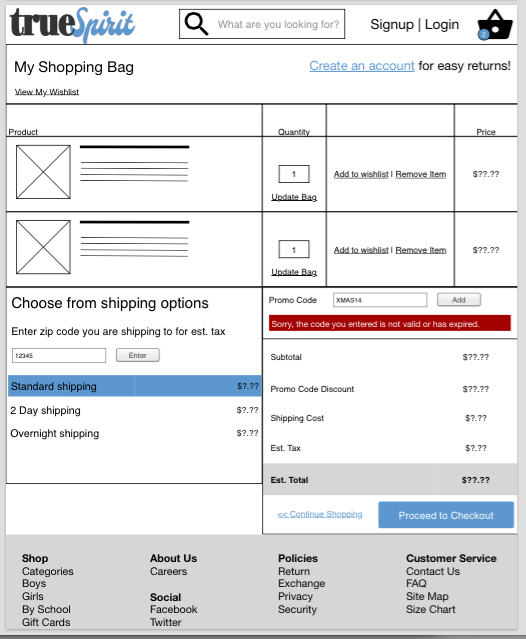 trueSpirit
What are you looking for?
Signup | Login
2
My Shopping Bag
Create an account for easy returns!
View My Wishlist
Product
Quantity
Price
1
Update Bag
Add to wishlist | Remove Item
$??.??
1
Update Bag
Add to wishlist | Remove Item
$??.??
Choose from shipping options
Enter zip code you are shipping to for est. tax
12345
Enter
Standard shipping $?.??
2 Day shipping $?.??
Overnight shipping $?.??
Promo Code
XMAS14
Add
Sorry, the code you entered is not valid or has expired.
Subtotal $??.??
Promo Code Discount $??.??
Shipping Cost $?.??
Est. Tax $?.??
Est. Total $??.??
<< Continue Shopping
Proceed to Checkout
Shop
Categories
Boys
Girls
By School
Gift Cards
About Us
Careers
Social
Facebook
Twitter
Policies
Return
Exchange
Privacy
Security
Customer Service
Contact Us
FAQ
Site Map
Size Chart